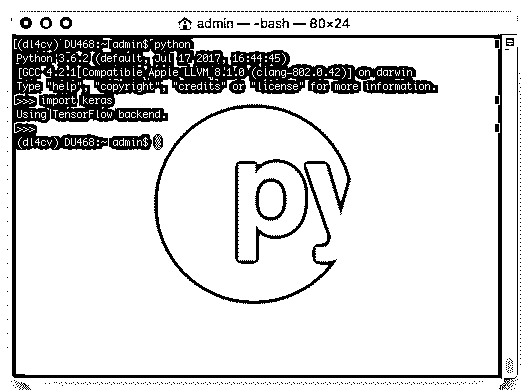 admin — -bash — 80×24
[(dl4cv) DU468:~ admin$ python
Python 3.6.2 (default, Jul 17 2017, 16:44:45)
[GCC 4.2.1 Compatible Apple LLVM 8.1.0 (clang-802.0.42)] on darwin
Type "help", "copyright", "credits" or "license" for more information.
>>> import keras
Using TensorFlow backend.
>>>
(dl4cv) DU468:~ admin$
py